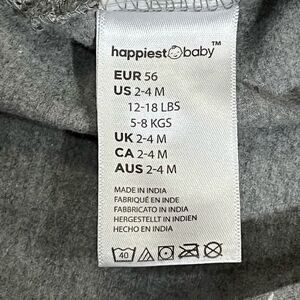 happiest baby™
EUR 56
US 2-4 M
12-18 LBS
5-8 KGS
UK 2-4 M
CA 2-4 M
AUS 2-4 M
MADE IN INDIA
FABRIQUÉ EN INDE
FABBRICATO IN INDIA
HERGESTELLT IN INDIEN
HECHO EN INDIA
40